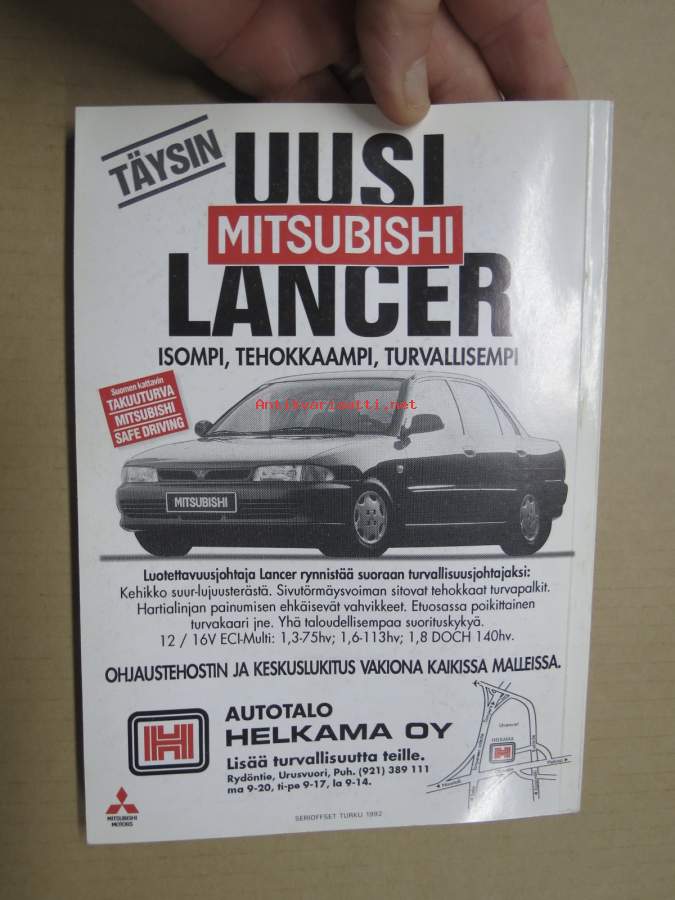 TÄYSIN
UUSI
MITSUBISHI
LANCER
ISOMPI, TEHOKKAAMPI, TURVALLISEMPI
Suomen kattavin
TAKUUTURVA
MITSUBISHI
SAFE DRIVING
Antikvariaatti.net
MITSUBISHI
Luotettavuusjohtaja Lancer rynnistää suoraan turvallisuusjohtajaksi:
Kehikko suur-lujuusterästä. Sivutörmäysvoiman sitovat tehokkaat turvapalkit.
Hartialinjan painumisen ehkäisevät vahvikkeet. Etuosassa poikittainen
turvakaari jne. Yhä taloudellisempaa suorituskykyä.
12 / 16V ECI-Multi: 1,3-75hv; 1,6-113hv; 1,8 DOCH 140hv.
OHJAUSTEHOSTIN JA KESKUSLUKITUS VAKIONA KAIKISSA MALLEISSA.
AUTOTALO
HELKAMA OY
Lisää turvallisuutta teille.
Rydöntie, Urusvuori, Puh. (921) 389 111
ma 9-20, ti-pe 9-17, la 9-14.
HELKAMA
MITSUBISHI
MOTORS
SERIOFFSET TURKU 1992